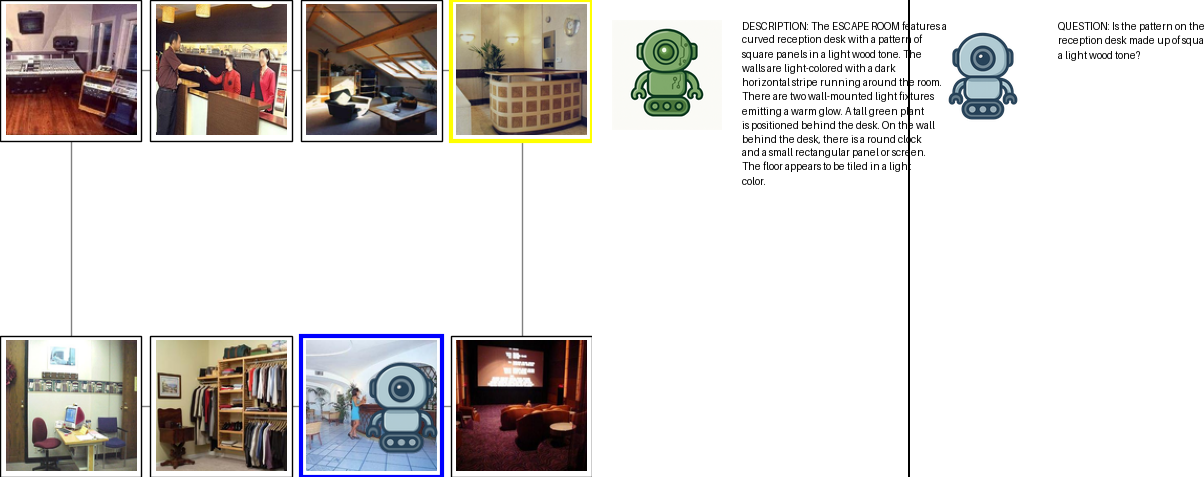 DESCRIPTION: The ESCAPE ROOM features a
curved reception desk with a pattern of
square panels in a light wood tone. The
walls are light-colored with a dark
horizontal stripe running around the room.
There are two wall-mounted light fixtures
emitting a warm glow. A tall green plant
is positioned behind the desk. On the wall
behind the desk, there is a round clock
and a small rectangular panel or screen.
The floor appears to be tiled in a light
color.
QUESTION: Is the pattern on the
reception desk made up of squa
a light wood tone?